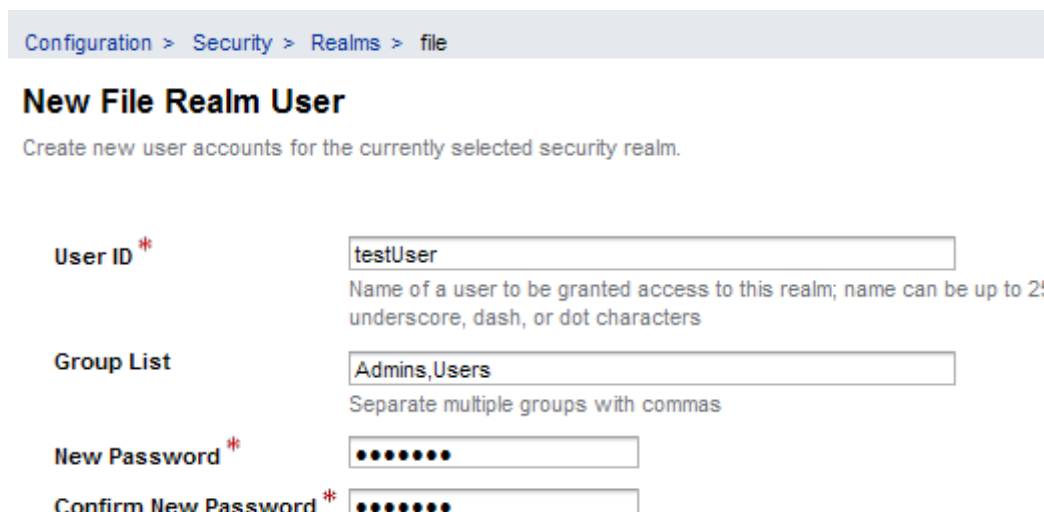 Configuration > Security > Realms > file
New File Realm User
Create new user accounts for the currently selected security realm.
User ID * testUser
Name of a user to be granted access to this realm; name can be up to
underscore, dash, or dot characters
Group List Admins,Users
Separate multiple groups with commas
New Password * •••••••
Confirm New Password * •••••••